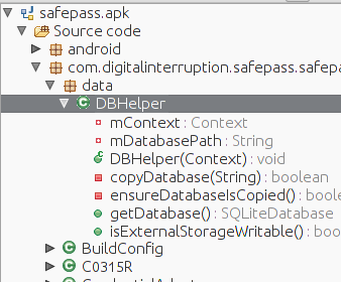 safepass.apk
Source code
android
com.digitalinterruption.safepass.safepa
data
DBHelper
mContext : Context
mDatabasePath : String
DBHelper(Context) : void
copyDatabase(String) : boolean
ensureDatabaseIsCopied() : boole
getDatabase() : SQLiteDatabase
isExternalStorageWritable() : boo
BuildConfig
C0315R